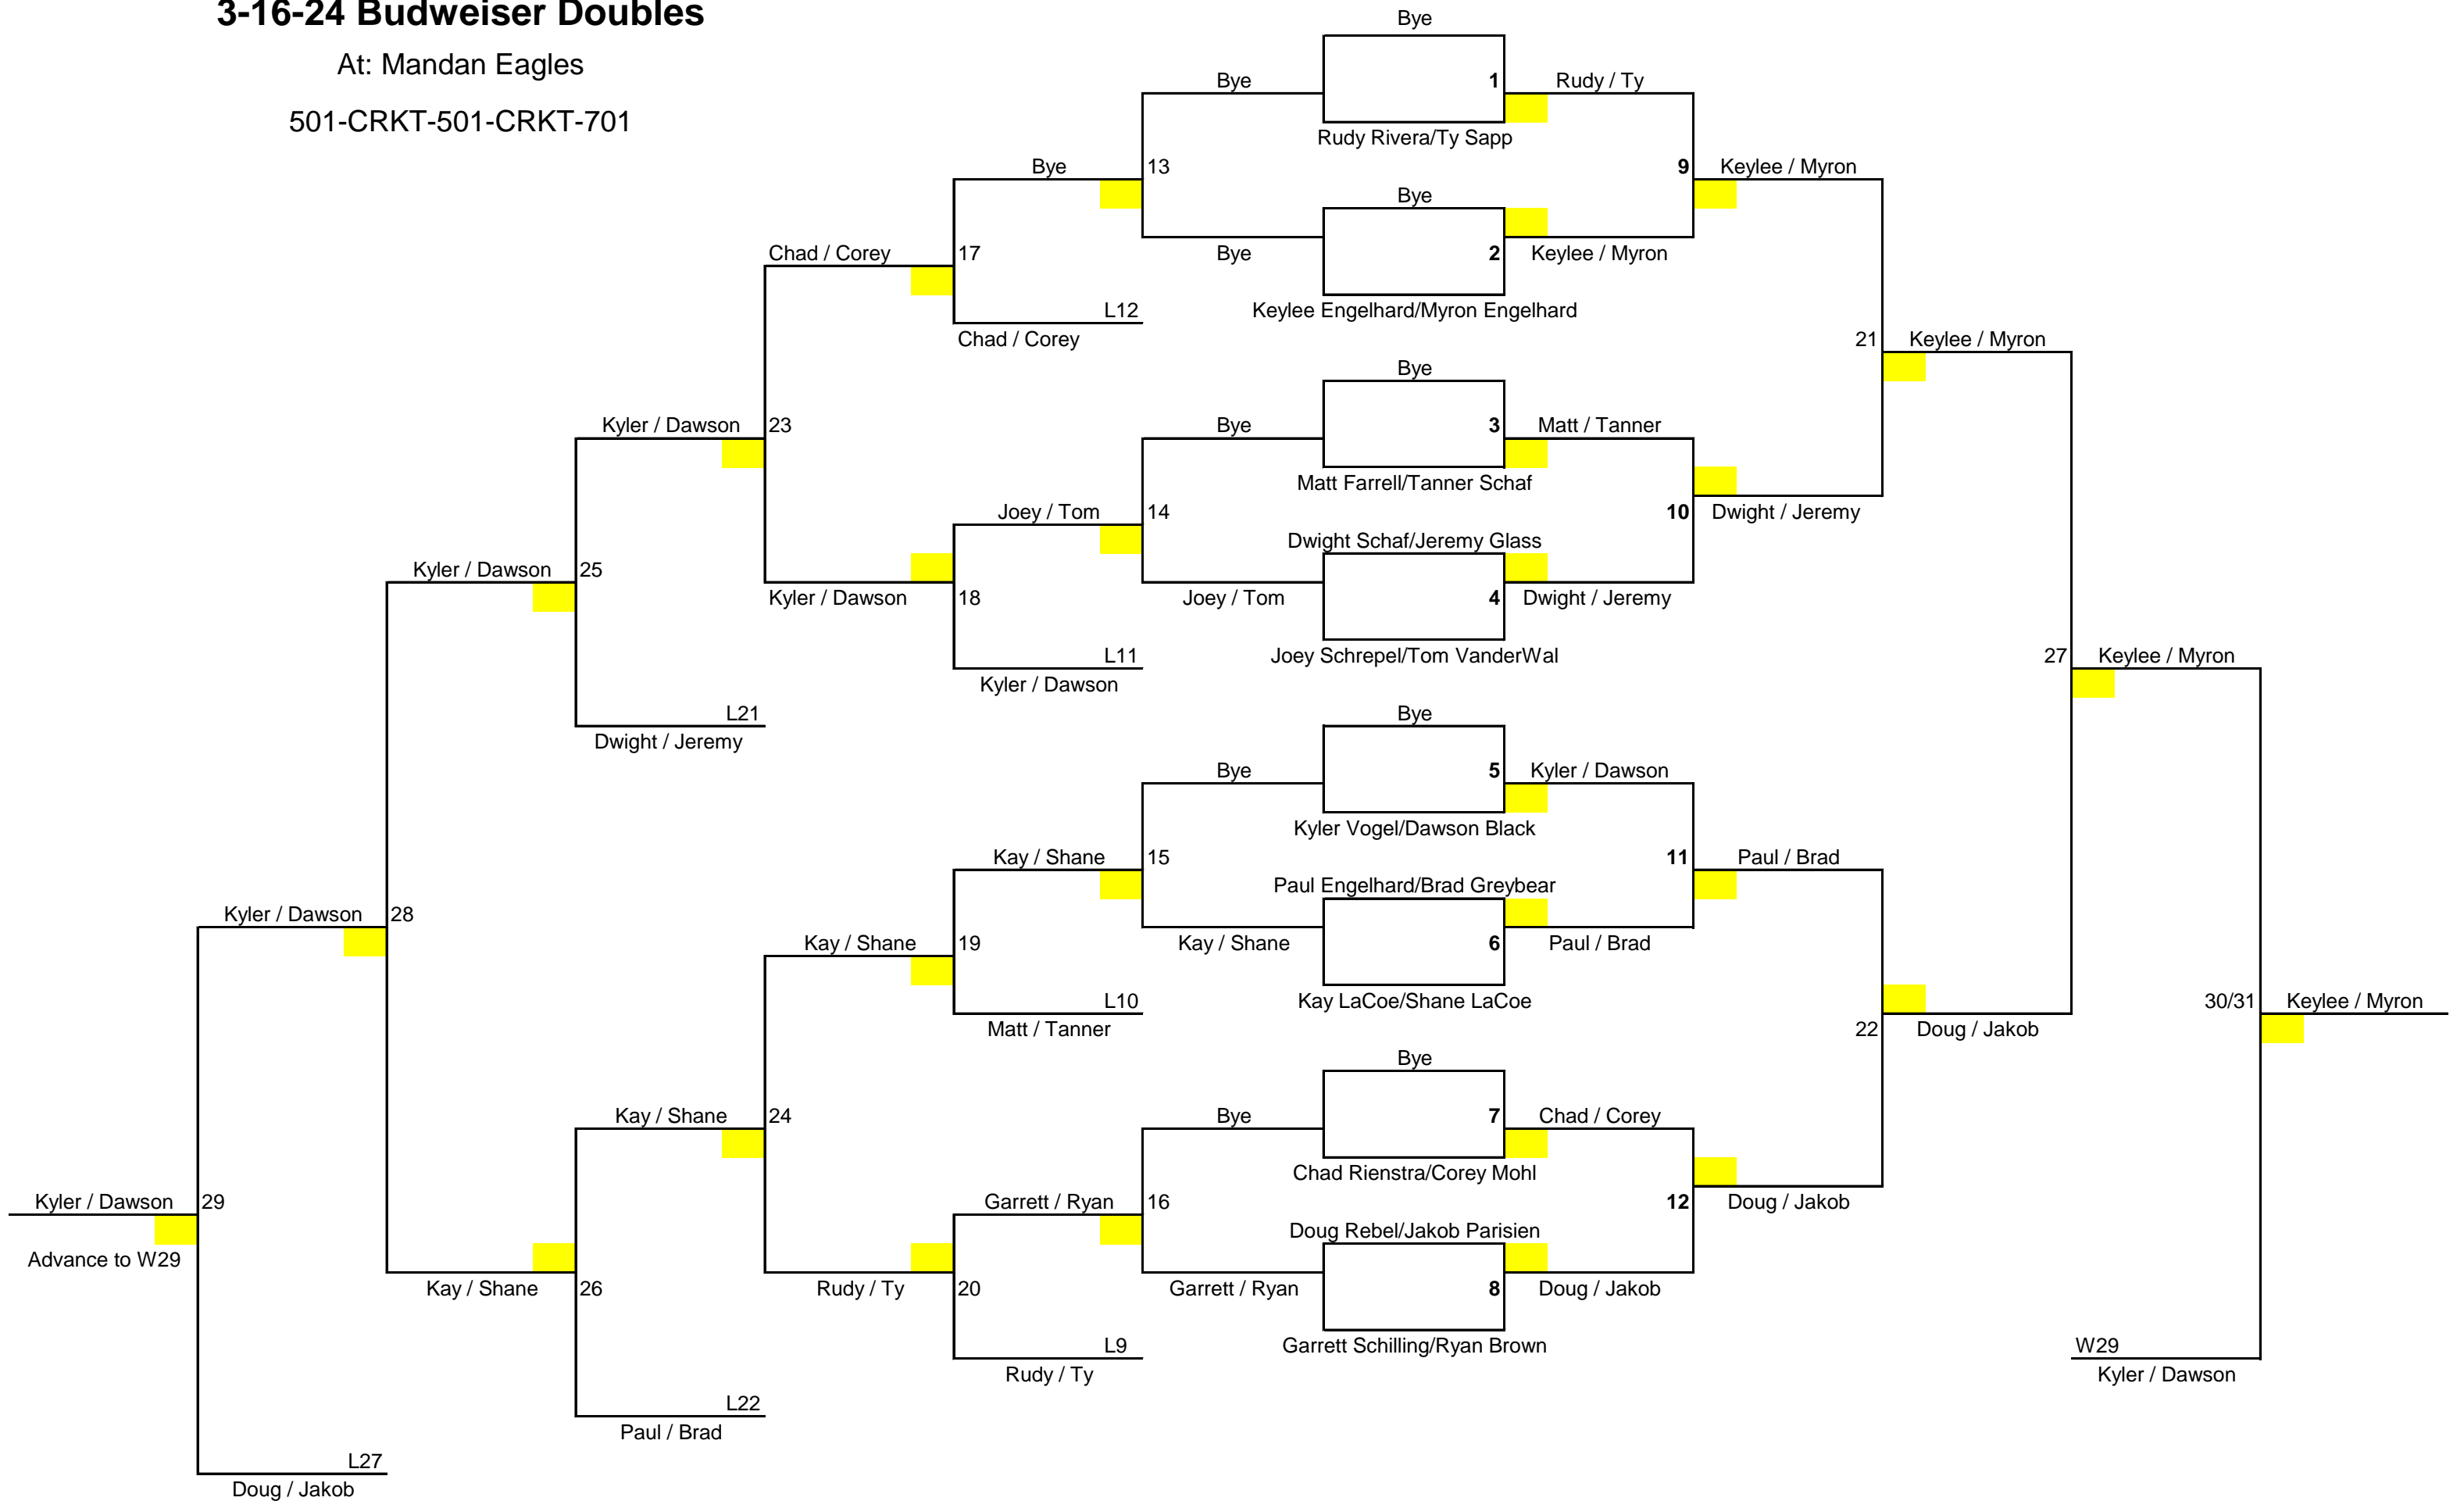 3-16-24 Budweiser Doubles
At: Mandan Eagles
501-CRKT-501-CRKT-701
Bye
Bye
1
Rudy / Ty
Rudy Rivera/Ty Sapp
Bye
13
9
Keylee / Myron
Bye
Chad / Corey
17
Bye
2
Keylee / Myron
L12
Keylee Engelhard/Myron Engelhard
Chad / Corey
21
Keylee / Myron
Bye
Kyler / Dawson
23
Bye
3
Matt / Tanner
Matt Farrell/Tanner Schaf
Joey / Tom
14
10
Dwight / Jeremy
Dwight Schaf/Jeremy Glass
Kyler / Dawson
25
Kyler / Dawson
18
Joey / Tom
4
Dwight / Jeremy
L11
Joey Schrepel/Tom VanderWal
27
Keylee / Myron
Kyler / Dawson
L21
Bye
Dwight / Jeremy
Bye
5
Kyler / Dawson
Kyler Vogel/Dawson Black
Kay / Shane
15
11
Paul / Brad
Paul Engelhard/Brad Greybear
Kyler / Dawson
28
Kay / Shane
19
Kay / Shane
6
Paul / Brad
L10
Kay LaCoe/Shane LaCoe
30/31
Keylee / Myron
Matt / Tanner
22
Doug / Jakob
Bye
Kay / Shane
24
Bye
7
Chad / Corey
Chad Rienstra/Corey Mohl
Kyler / Dawson
29
Garrett / Ryan
16
12
Doug / Jakob
Doug Rebel/Jakob Parisien
Advance to W29
Kay / Shane
26
Rudy / Ty
20
Garrett / Ryan
8
Doug / Jakob
L9
Garrett Schilling/Ryan Brown
W29
Rudy / Ty
Kyler / Dawson
L22
Paul / Brad
L27
Doug / Jakob